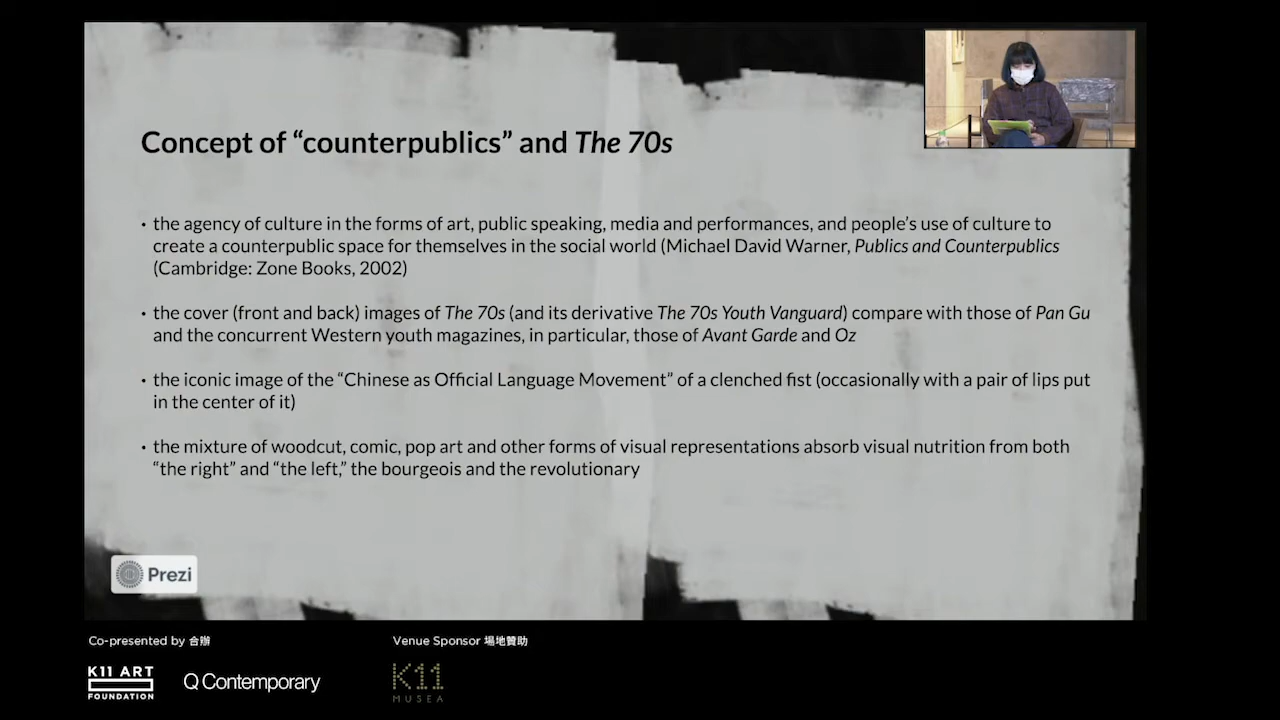 Concept of “counterpublics” and The 70s
• the agency of culture in the forms of art, public speaking, media and performances, and people’s use of culture to
create a counterpublic space for themselves in the social world (Michael David Warner, Publics and Counterpublics
(Cambridge: Zone Books, 2002)
• the cover (front and back) images of The 70s (and its derivative The 70s Youth Vanguard) compare with those of Pan Gu
and the concurrent Western youth magazines, in particular, those of Avant Garde and Oz
• the iconic image of the “Chinese as Official Language Movement” of a clenched fist (occasionally with a pair of lips put
in the center of it)
• the mixture of woodcut, comic, pop art and other forms of visual representations absorb visual nutrition from both
“the right” and “the left,” the bourgeois and the revolutionary
Prezi
Co-presented by 合辦
Venue Sponsor 場地贊助
K11 ART
FOUNDATION
Q Contemporary
K11
MUSEA